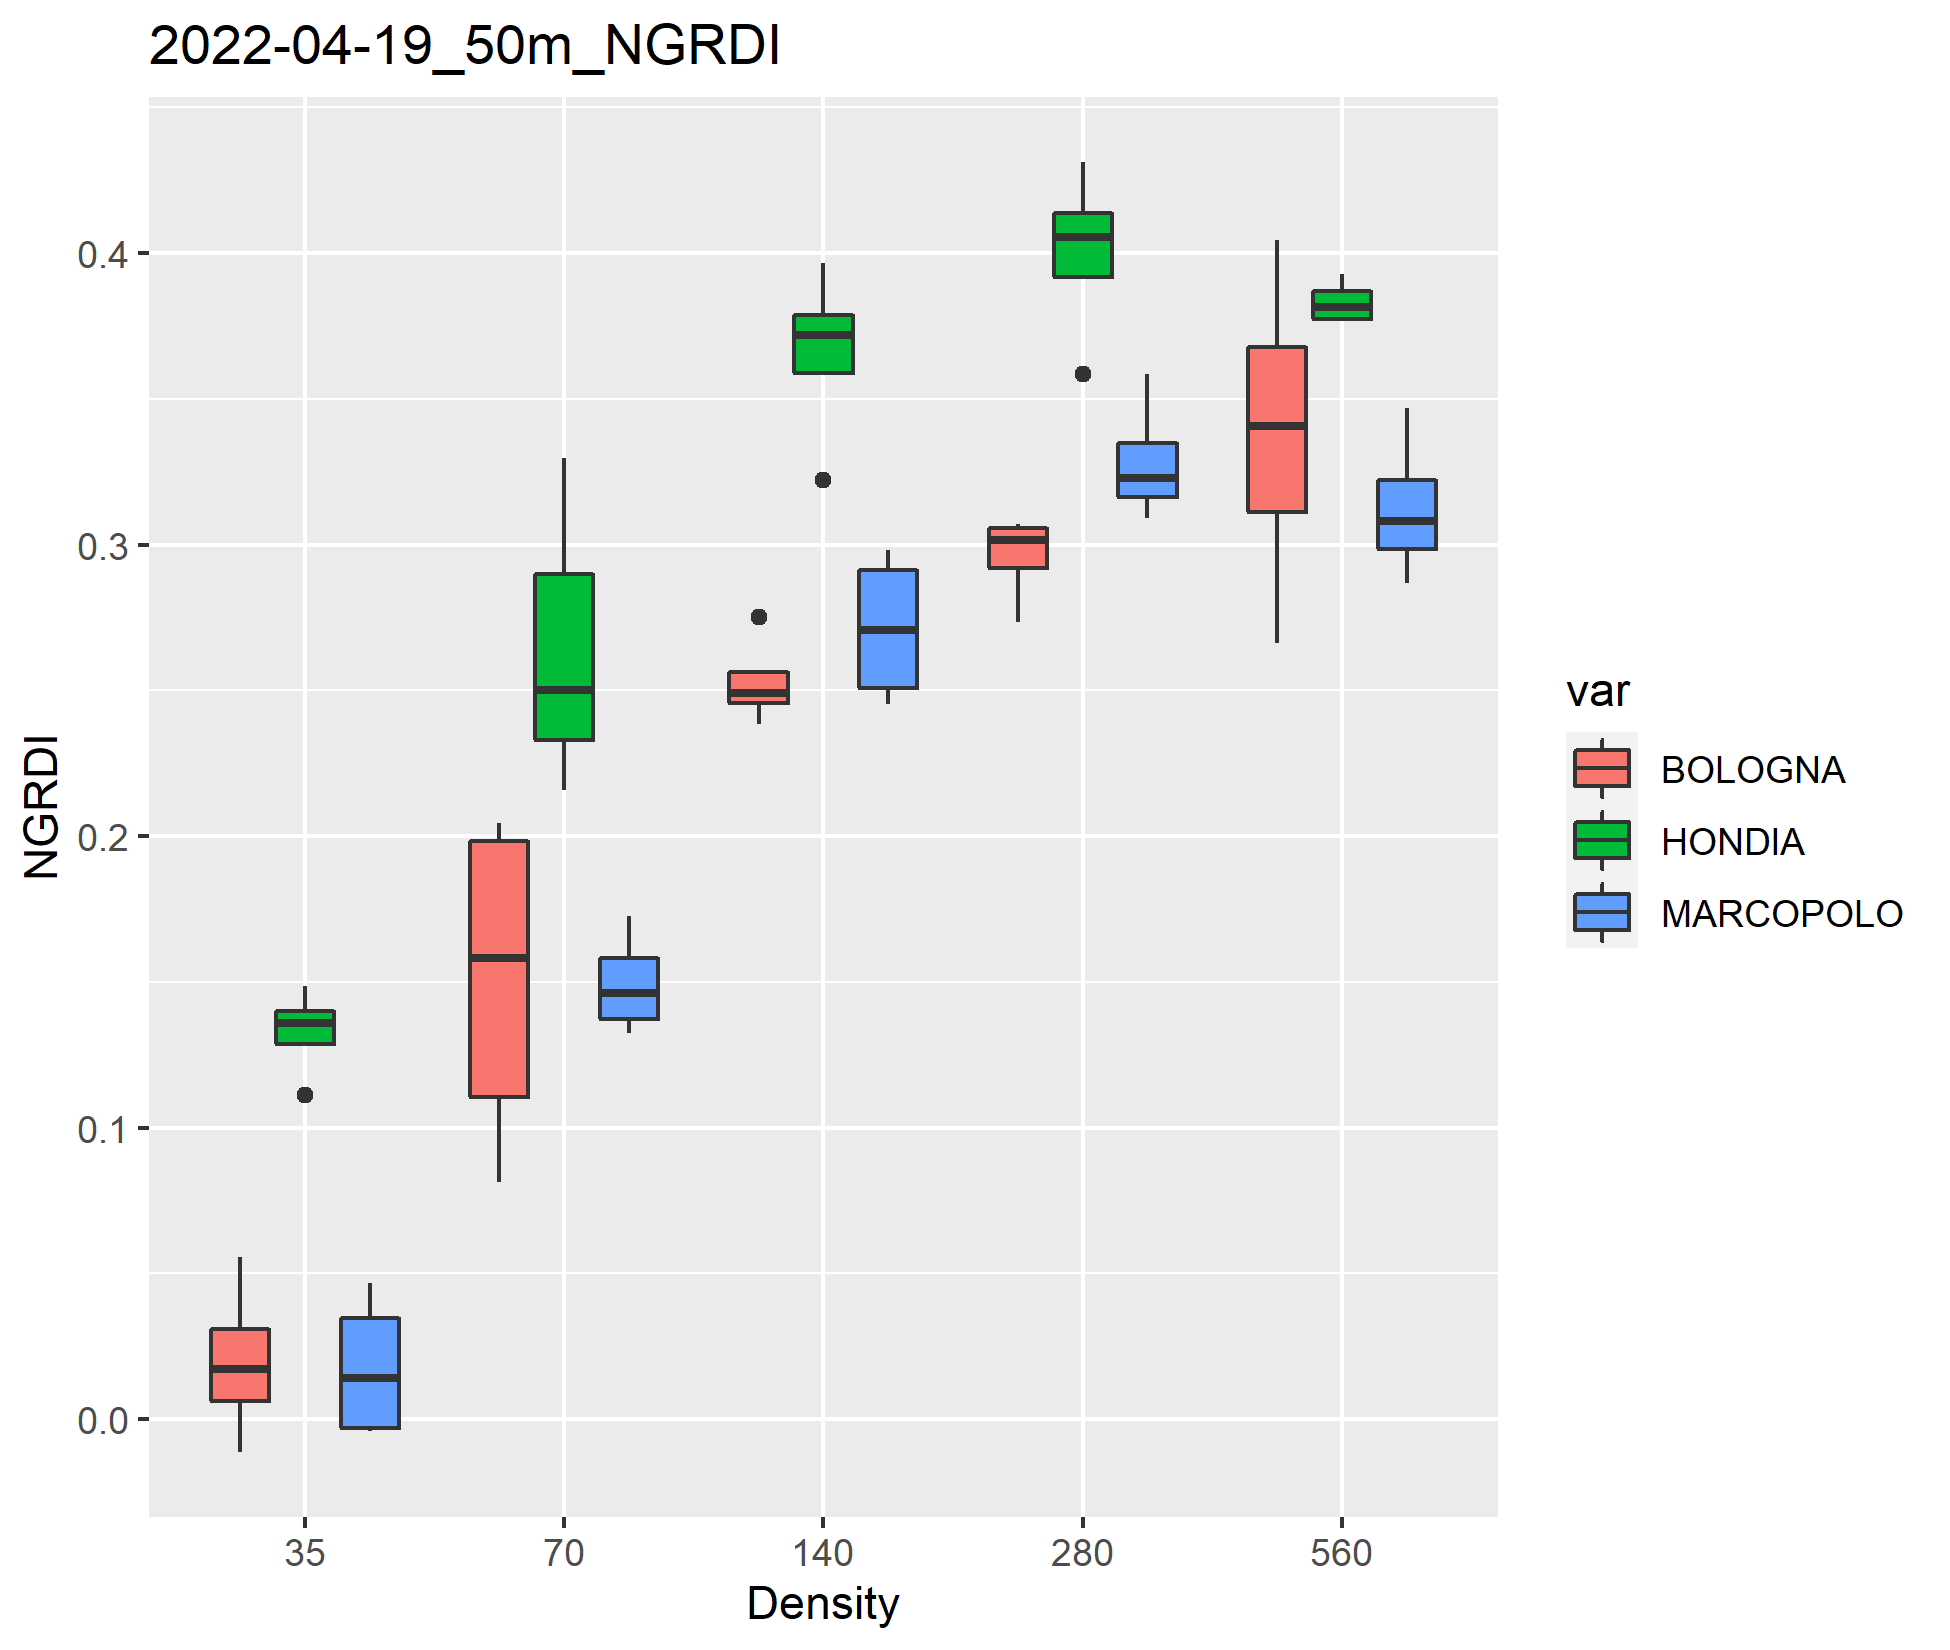 2022-04-19_50m_NGRDI
NGRDI
0.4
0.3
0.2
0.1
0.0
35 70 140 280 560
Density
var
BOLOGNA
HONDIA
MARCOPOLO